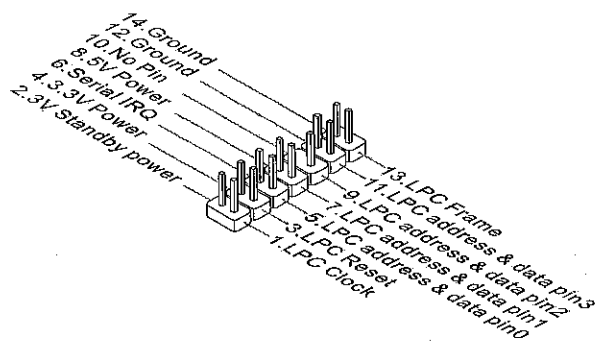 14.Ground
12.Ground
10.No Pin
8.5V Power
6.Serial IRQ
4.3.3V Power
2.3V Standby power
13.LPC Frame
11.LPC address & data pin3
9.LPC address & data pin2
7.LPC address & data pin1
5.LPC address & data pin0
3.LPC Reset
1.LPC Clock